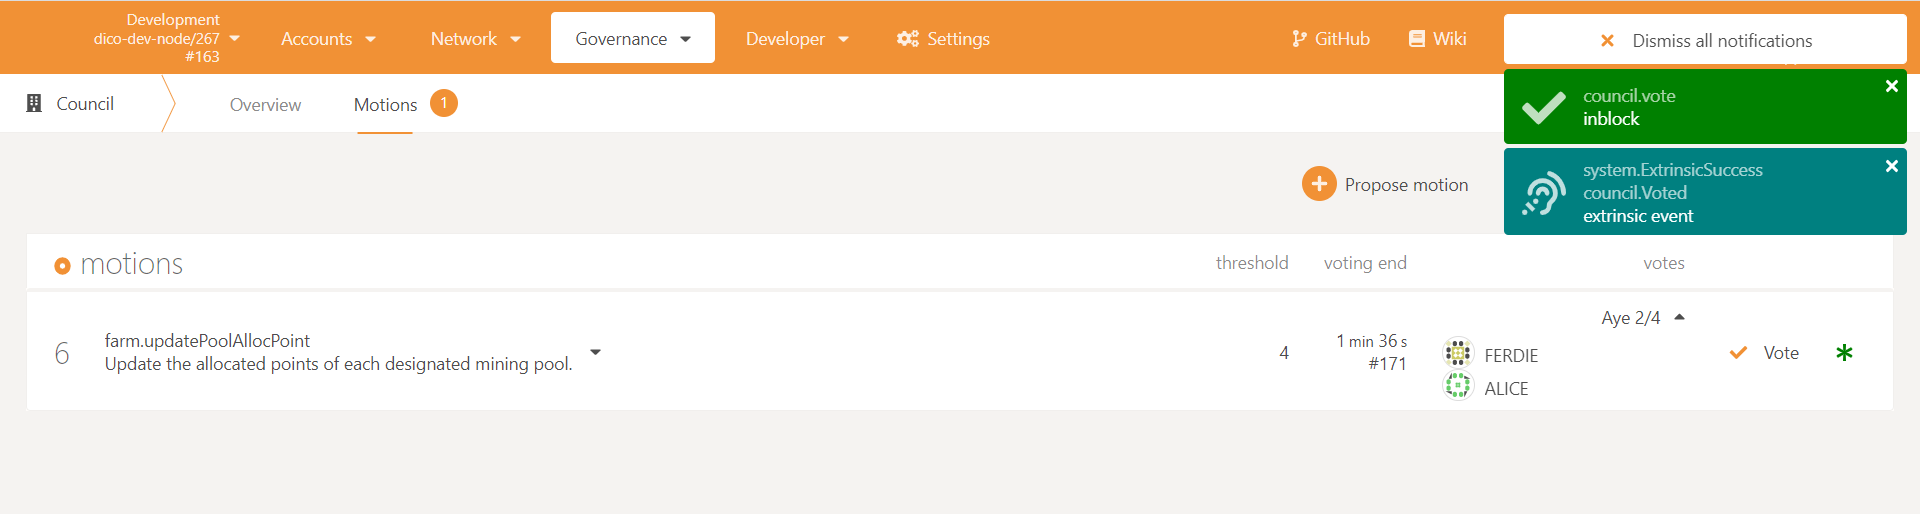 Development
dico-dev-node/267
#163
Accounts
Network
Governance
Developer
Settings
GitHub
Wiki
Dismiss all notifications
Council
Overview
Motions 1
council.vote
inblock
system.ExtrinsicSuccess
council.Voted
extrinsic event
Propose motion
motions
threshold
voting end
votes
6
farm.updatePoolAllocPoint
Update the allocated points of each designated mining pool.
4
1 min 36 s
#171
Aye 2/4
FERDIE
ALICE
Vote